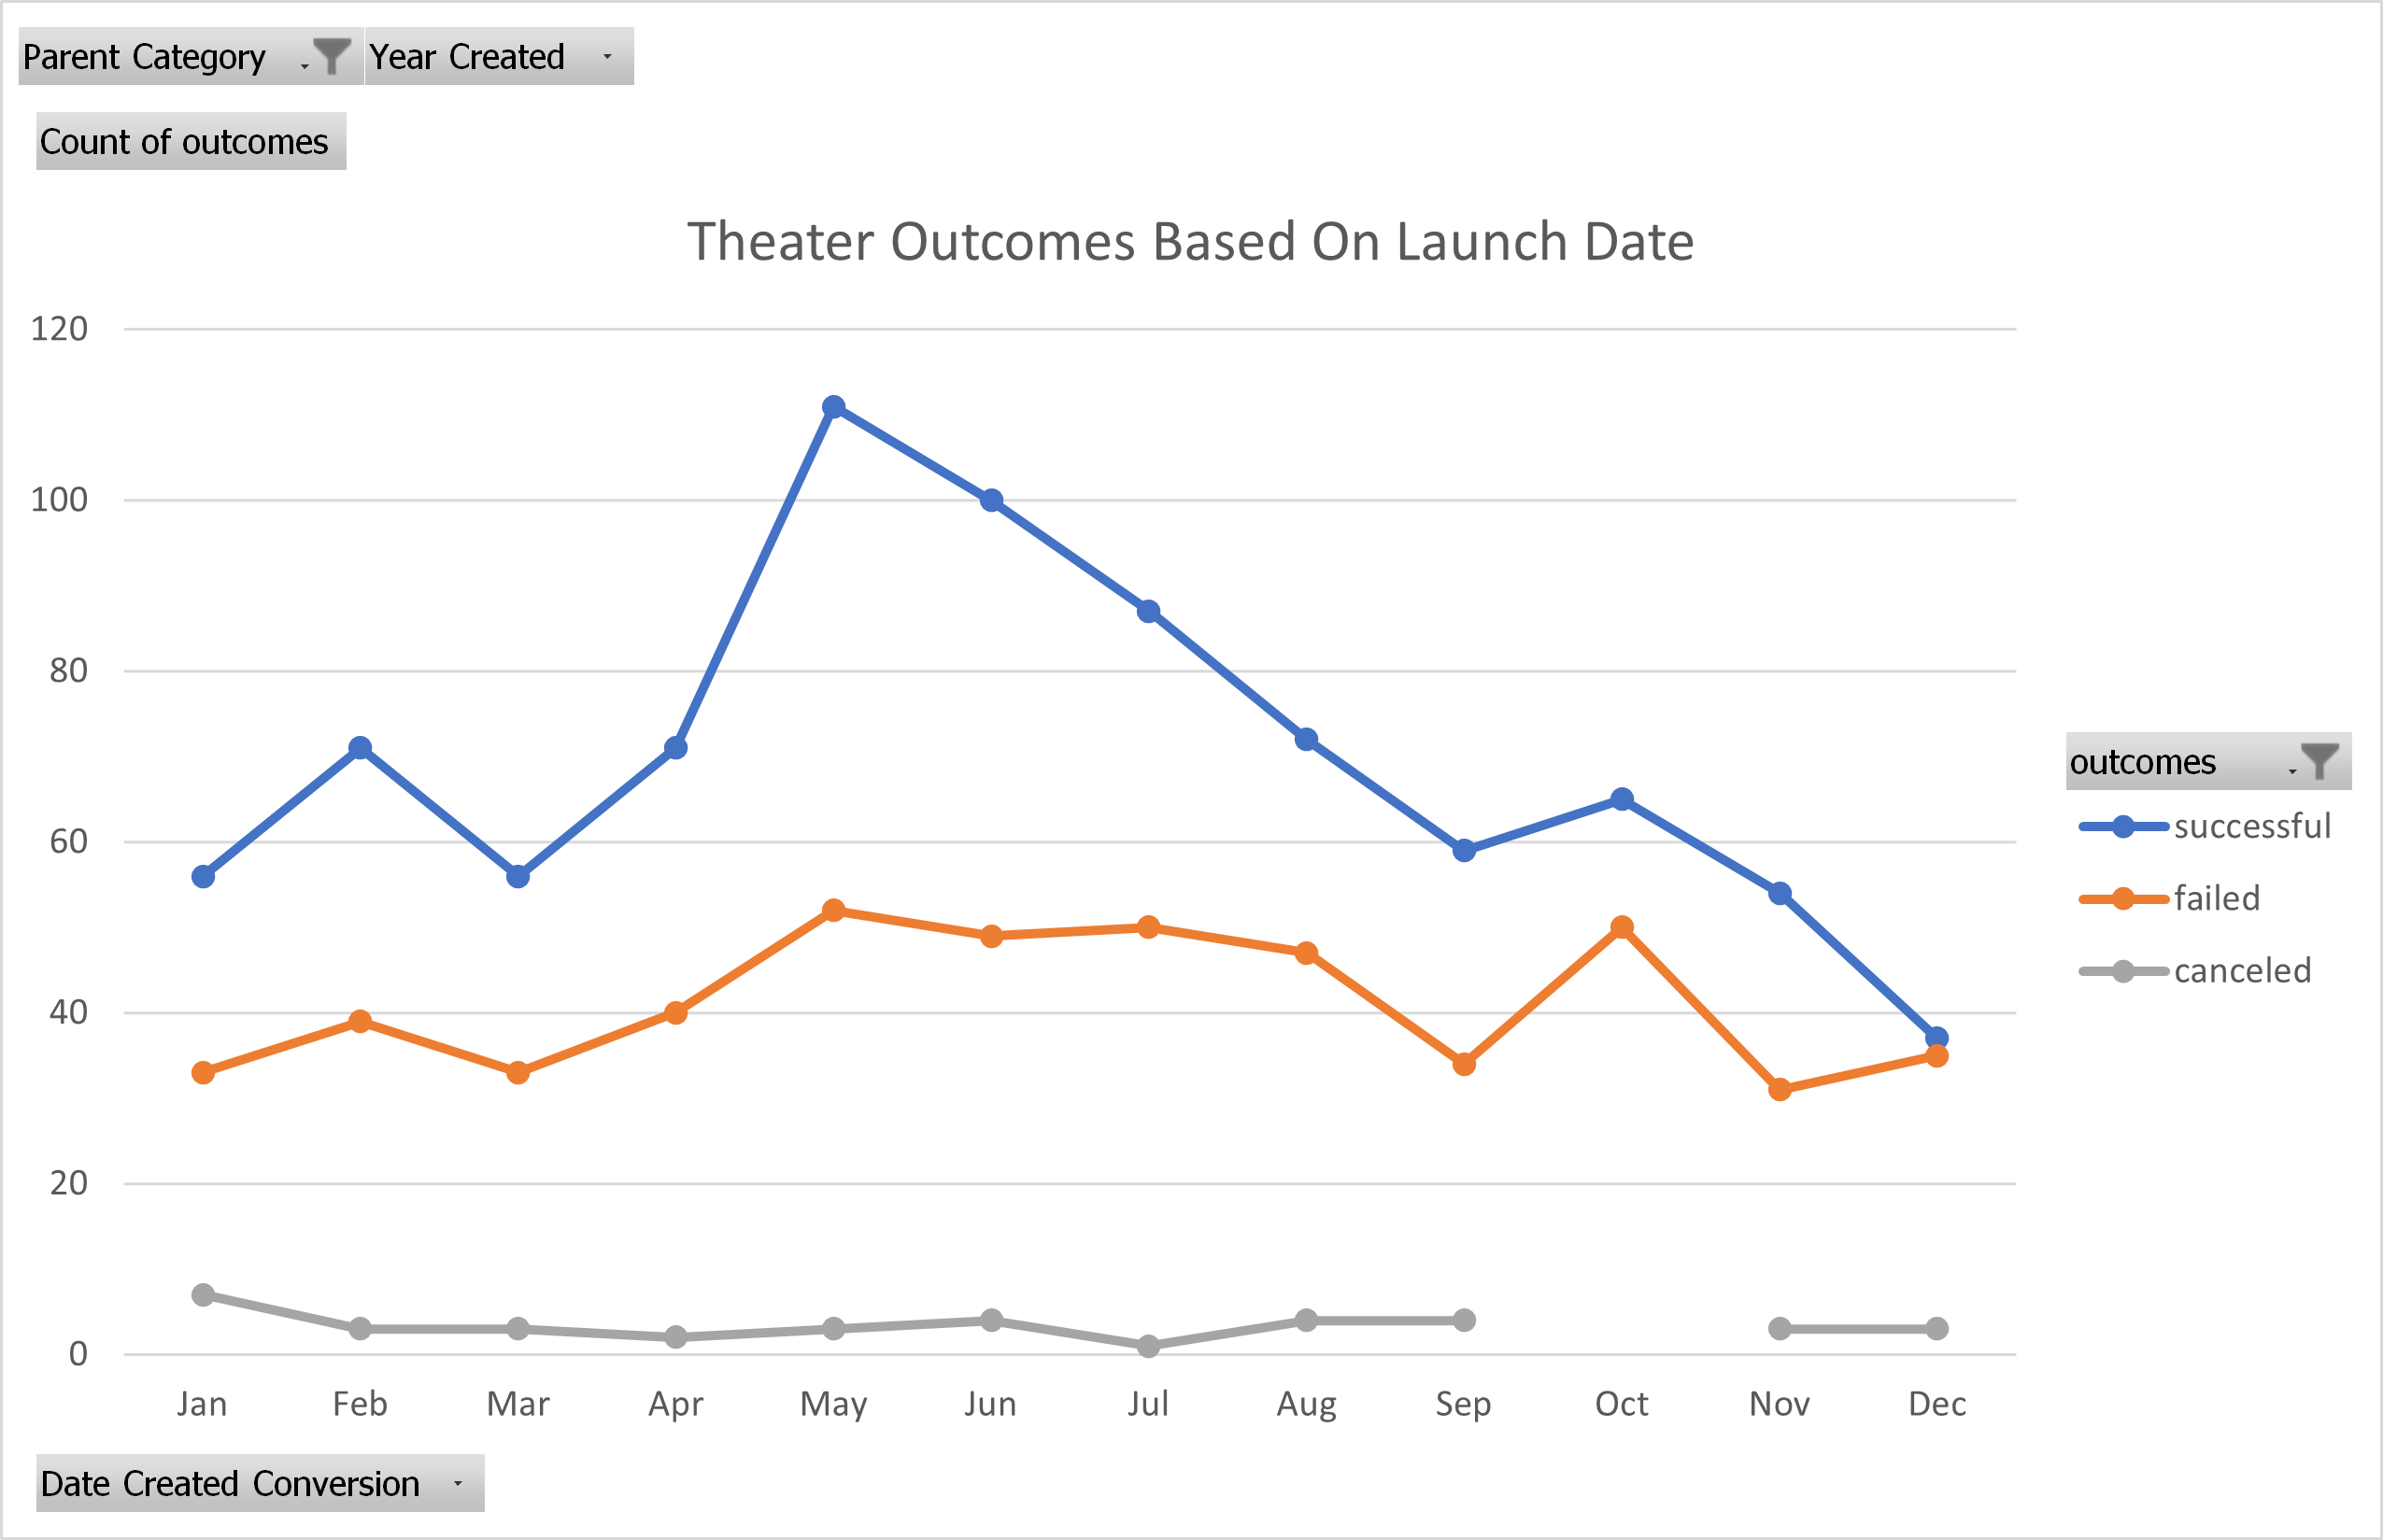 Parent Category Year Created
Count of outcomes
Theater Outcomes Based On Launch Date
120
100
80
60
40
20
0
Jan Feb Mar Apr May Jun Jul Aug Sep Oct Nov Dec
outcomes
successful
failed
canceled
Date Created Conversion